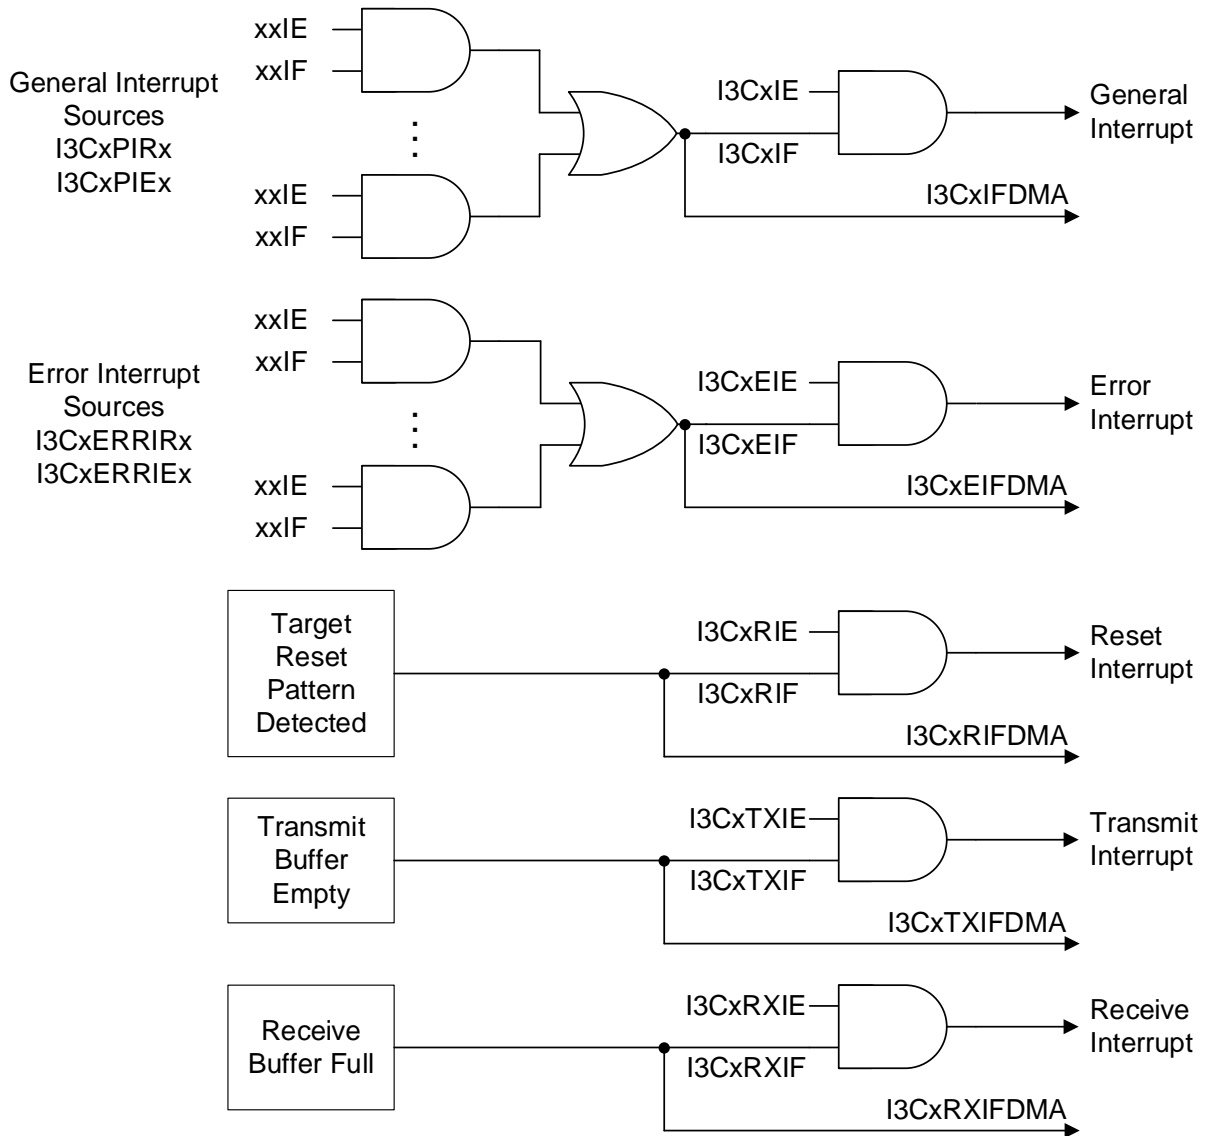 xxIE
xxIF
General Interrupt
Sources
I3CxPIRx
I3CxPIEx
xxIE
xxIF
I3CxIE
I3CxIF
General
Interrupt
I3CxIFDMA
xxIE
xxIF
Error Interrupt
Sources
I3CxERRIRx
I3CxERRIEx
xxIE
xxIF
I3CxEIE
I3CxEIF
Error
Interrupt
I3CxEIFDMA
Target
Reset
Pattern
Detected
I3CxRIE
I3CxRIF
Reset
Interrupt
I3CxRIFDMA
Transmit
Buffer
Empty
I3CxTXIE
I3CxTXIF
Transmit
Interrupt
I3CxTXIFDMA
Receive
Buffer Full
I3CxRXIE
I3CxRXIF
Receive
Interrupt
I3CxRXIFDMA